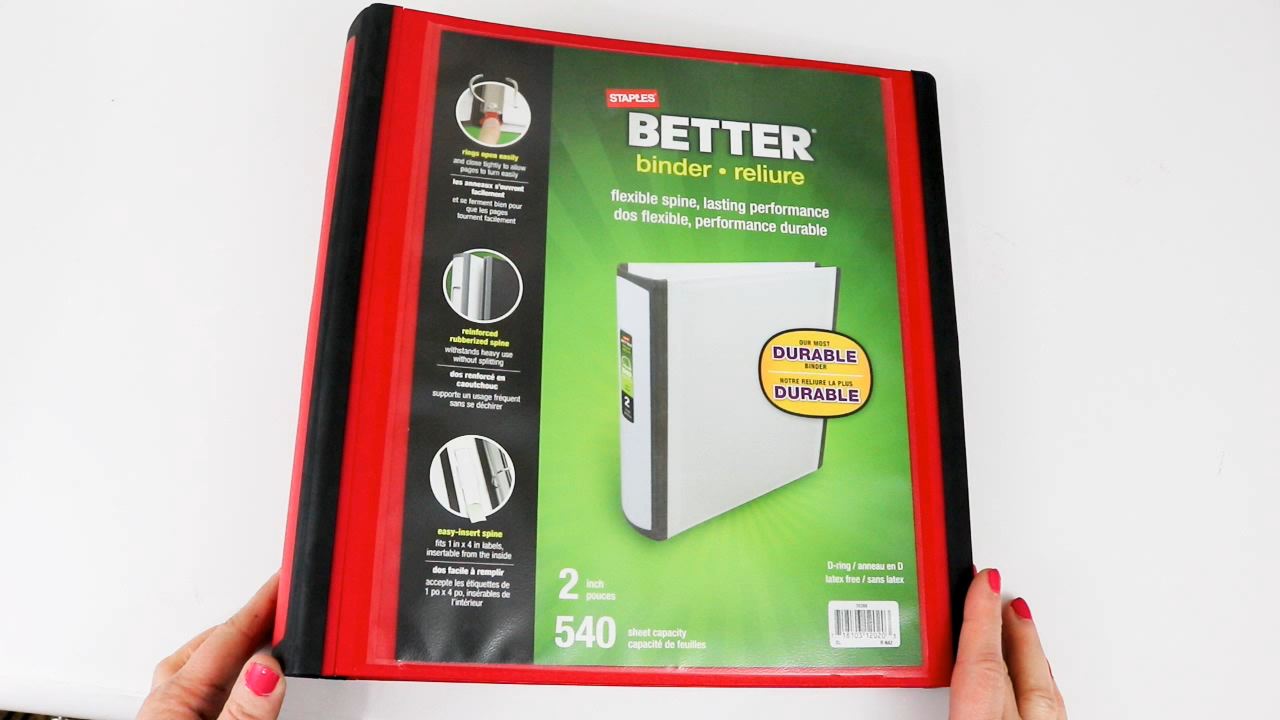 STAPLES
BETTER®
binder • reliure
flexible spine, lasting performance
dos flexible, performance durable
rings open easily
and close tightly to allow
pages to turn easily
les anneaux s'ouvrent
facilement
et se ferment bien pour
que les pages
tournent facilement
reinforced
rubberized spine
withstands heavy use
without splitting
dos renforcé en
caoutchouc
supporte un usage fréquent
sans se déchirer
easy-insert spine
fits 1 in x 4 in labels,
insertable from the inside
dos facile à remplir
accepte les étiquettes de
1 po x 4 po, insérables de
l'intérieur
2
OUR MOST
DURABLE
BINDER
NOTRE RELIURE LA PLUS
DURABLE
2 inch
pouces
540 sheet capacity
capacité de feuilles
D-ring / anneau en D
latex free / sans latex